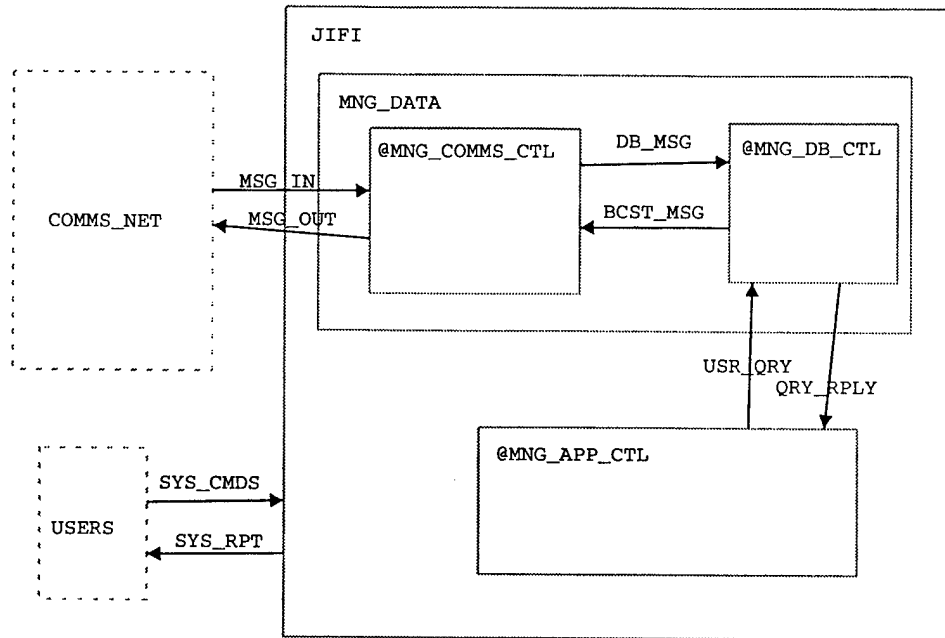 JIFI
MNG_DATA
@MNG_COMMS_CTL
DB_MSG
@MNG_DB_CTL
MSG_IN
COMMS_NET
MSG_OUT
BCST_MSG
USR_QRY
QRY_RPLY
@MNG_APP_CTL
SYS_CMDS
USERS
SYS_RPT